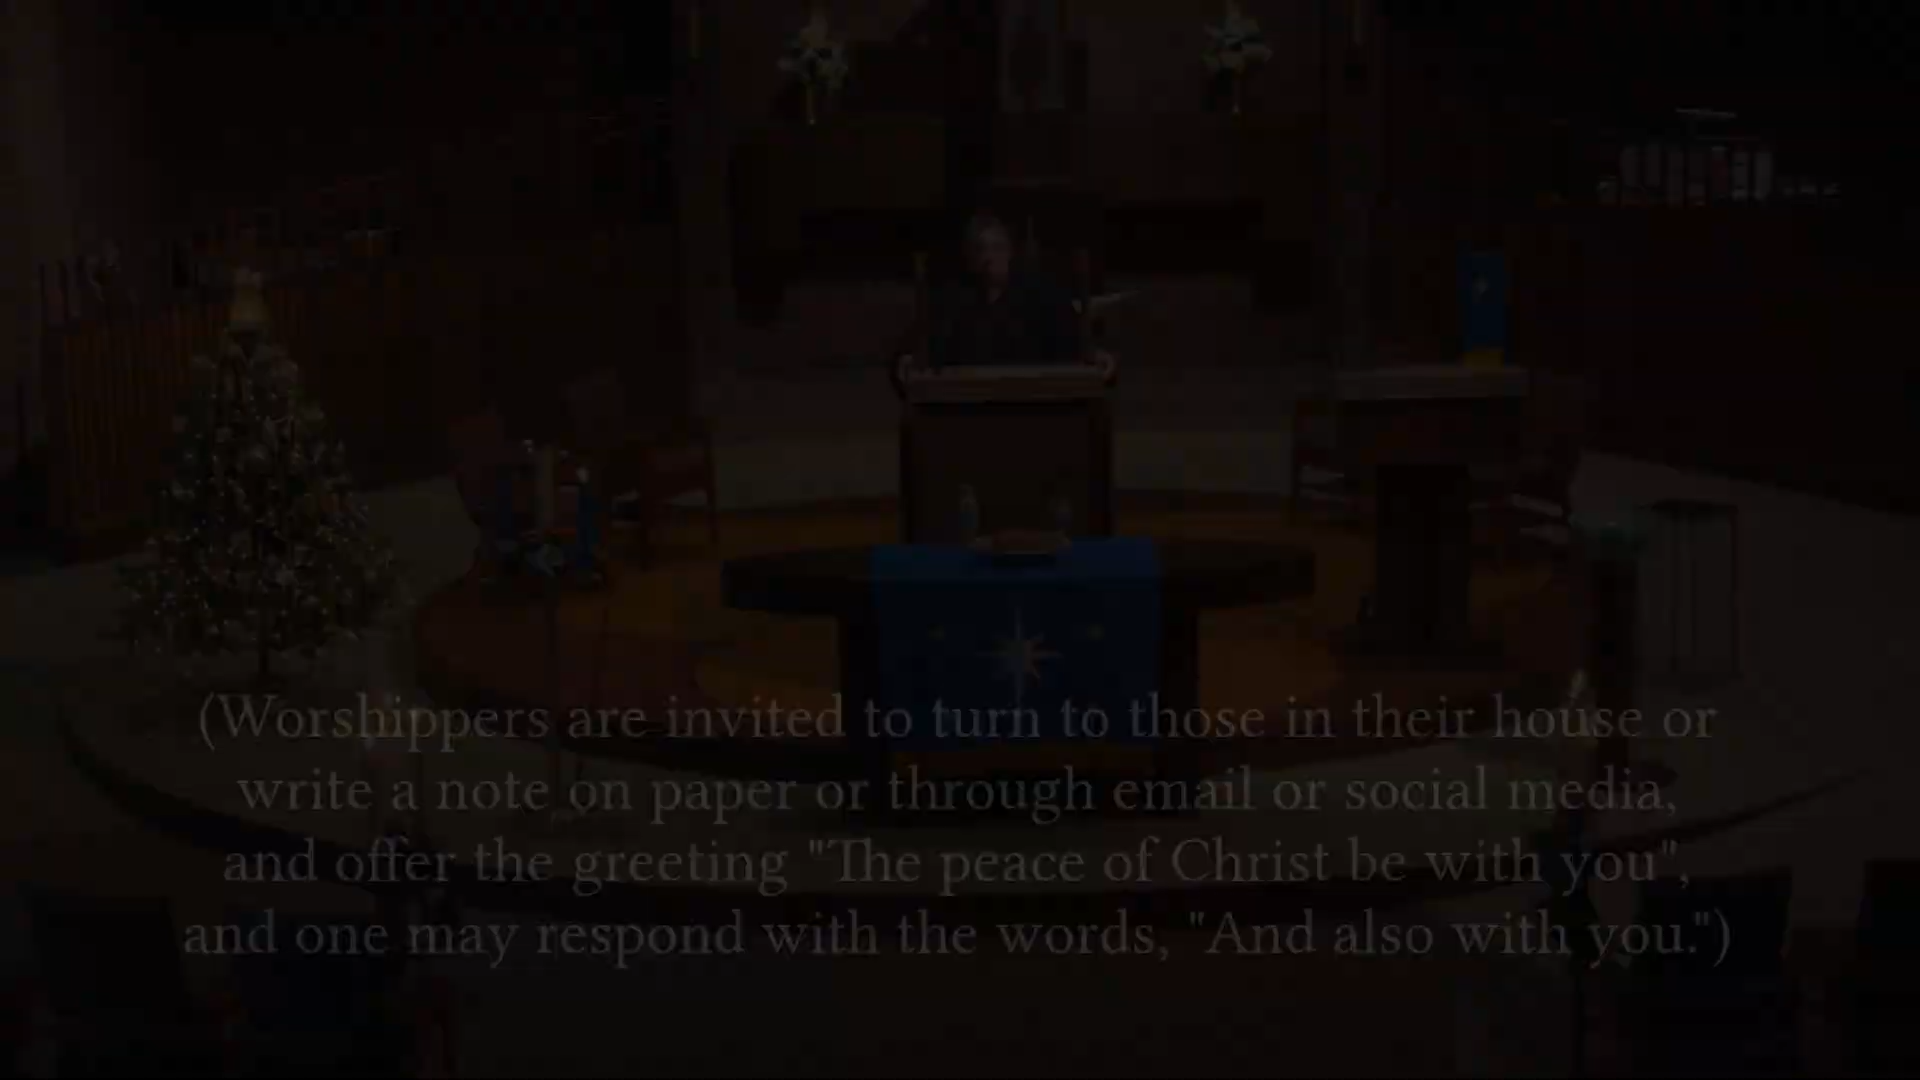 (Worshippers are invited to turn to those in their house or
write a note on paper or through email or social media,
and offer the greeting "The peace of Christ be with you",
and one may respond with the words, "And also with you.")